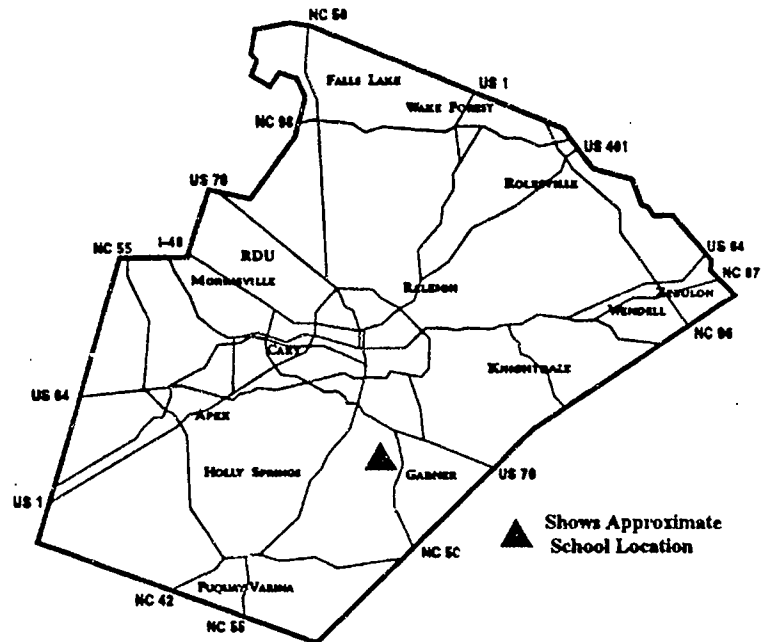 NC 50
FALLS LAKE
US 1
WAKE FOREST
NC 98
US 401
ROLESVILLE
US 70
I-40
NC 55
RDU
MORRISVILLE
RALEIGH
US 64
NC 97
ZEBULON
WENDELL
NC 96
CARY
KNIGHTDALE
US 64
APEX
HOLLY SPRINGS
GARNER
US 70
US 1
Shows Approximate
School Location
NC 50
FUQUAY-VARINA
NC 42
NC 55